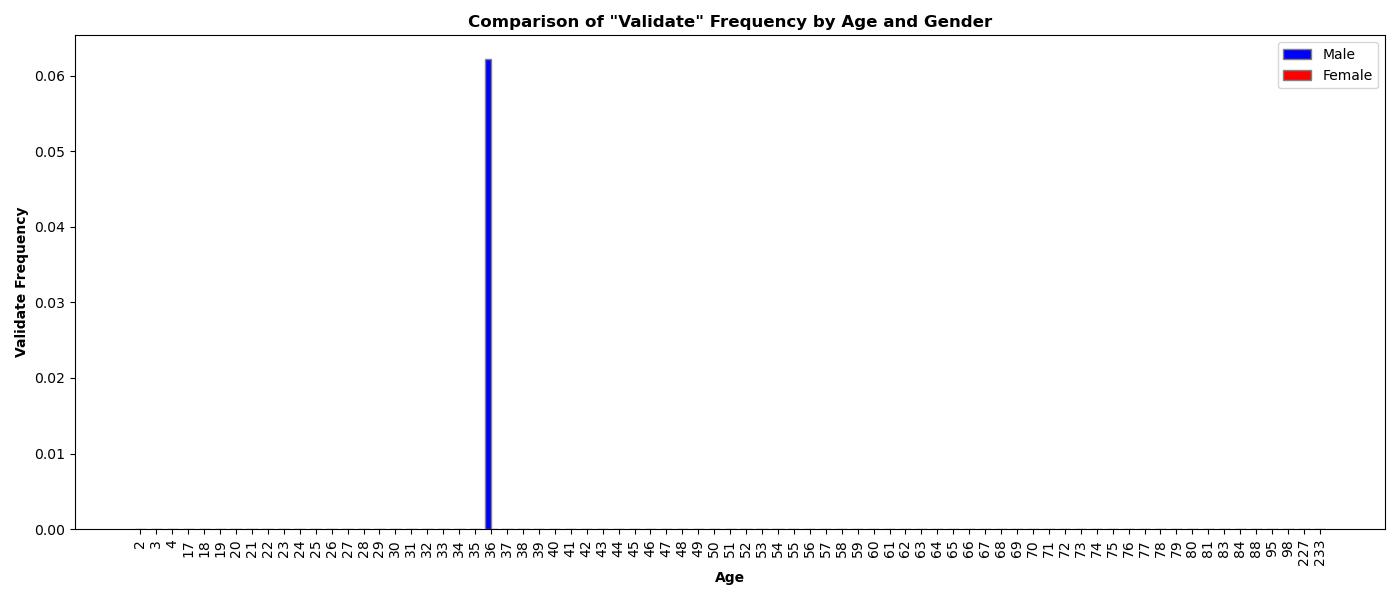 Comparison of "Validate" Frequency by Age and Gender
Male
Female
0.06
0.05
0.04
0.03
0.02
0.01
0.00
Validate Frequency
2 3 4 17 18 19 20 21 22 23 24 25 26 27 28 29 30 31 32 33 34 35 36 37 38 39 40 41 42 43 44 45 46 47 48 49 50 51 52 53 54 55 56 57 58 59 60 61 62 63 64 65 66 67 68 69 70 71 72 73 74 75 76 77 78 79 80 81 83 84 88 95 98 227 233
Age